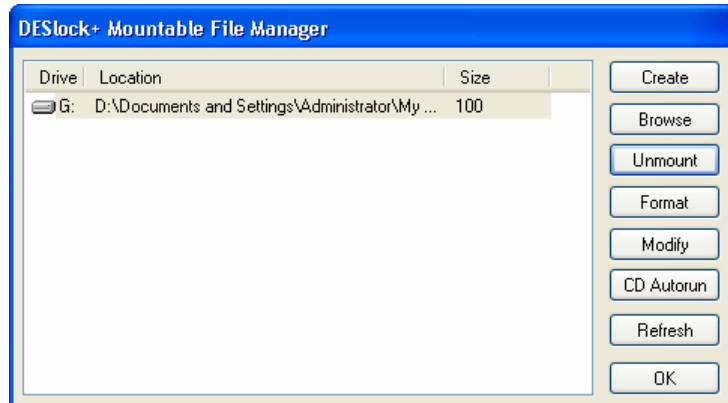 DESlock+ Mountable File Manager
Drive Location Size
G: D:\Documents and Settings\Administrator\My ... 100
Create
Browse
Unmount
Format
Modify
CD Autorun
Refresh
OK